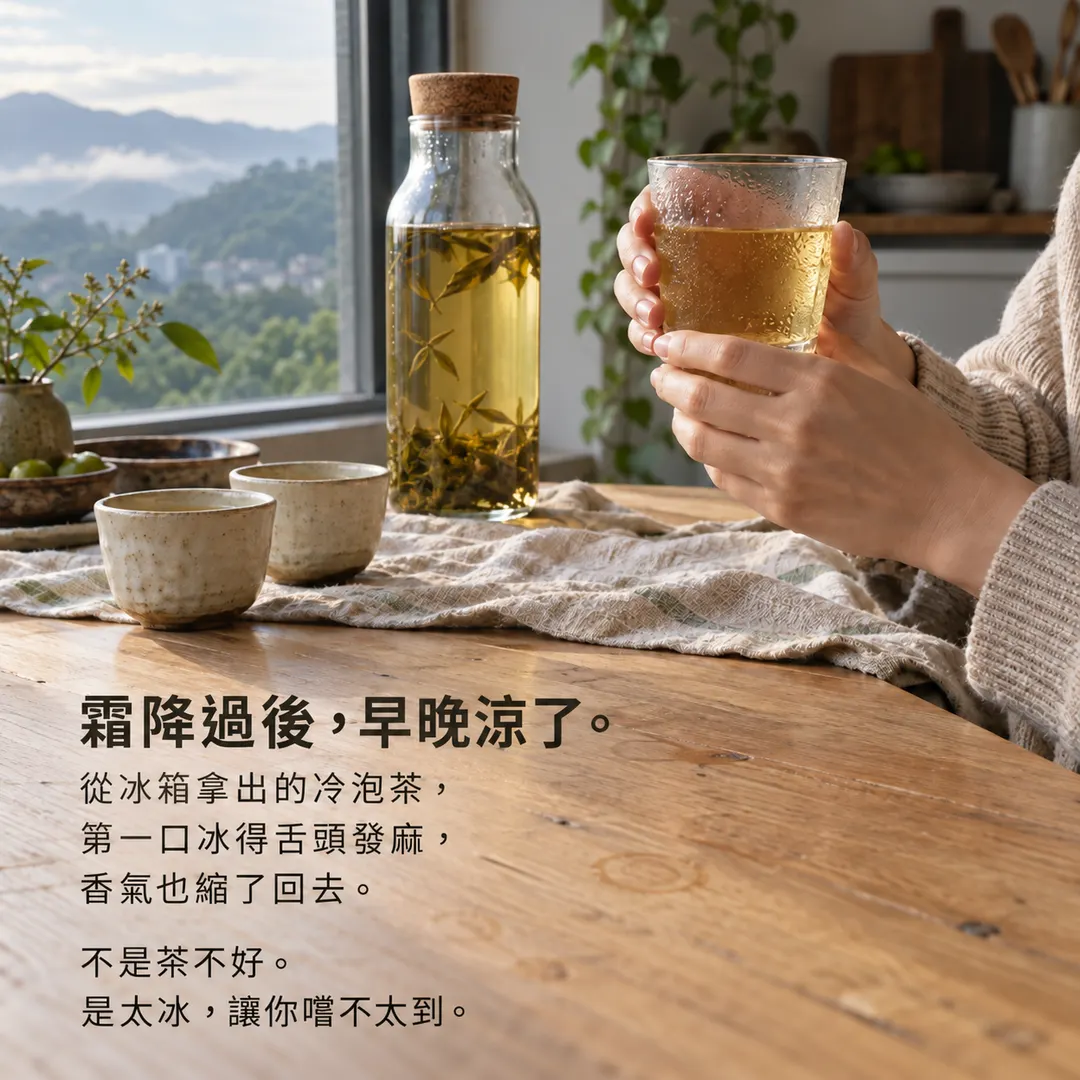 霜降過後，早晚涼了。
從冰箱拿出的冷泡茶，
第一口冰得舌頭發麻，
香氣也縮了回去。
不是茶不好。
是太冰，讓你嚐不太到。